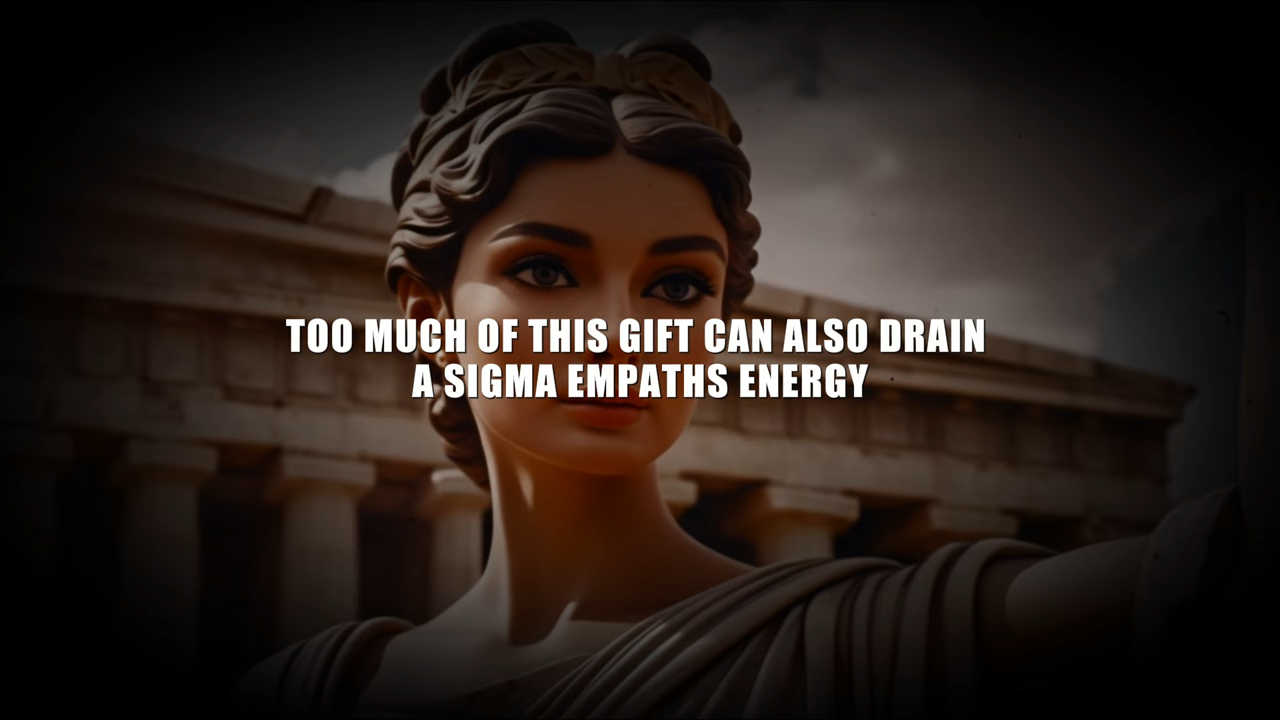 TOO MUCH OF THIS GIFT CAN ALSO DRAIN
A SIGMA EMPATHS ENERGY